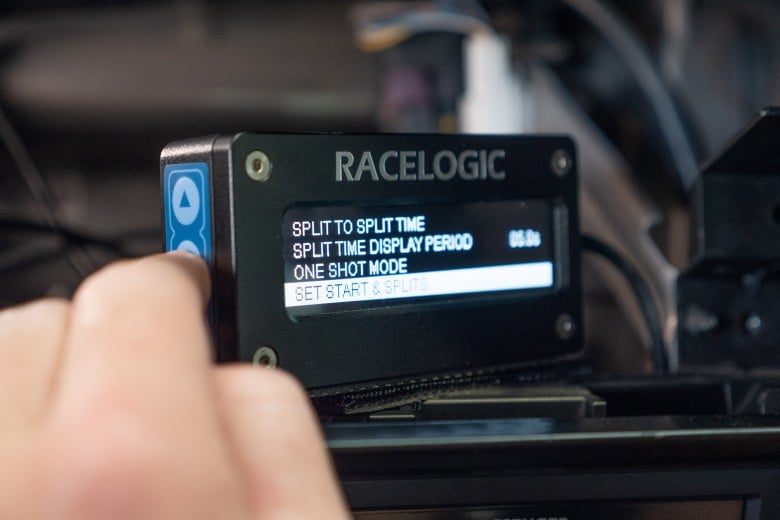 RACELOGIC
SPLIT TO SPLIT TIME
SPLIT TIME DISPLAY PERIOD
ONE SHOT MODE
SET START & SPLITS